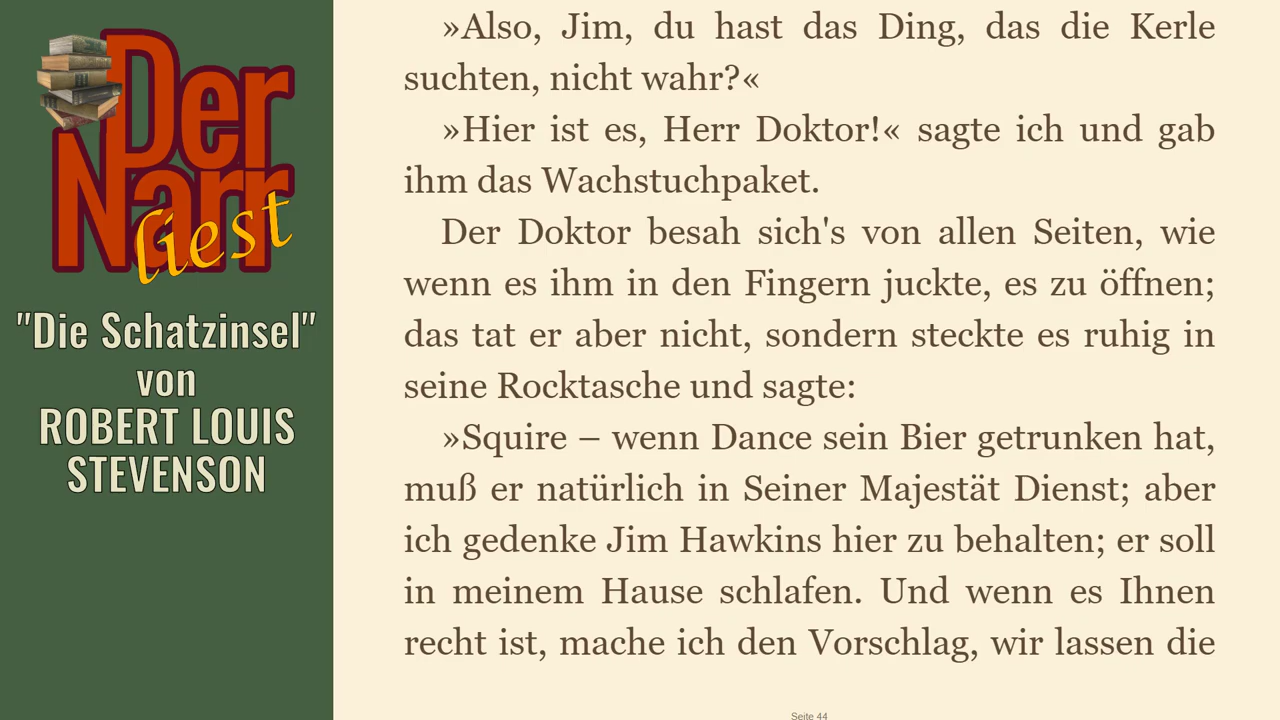 Der
Narr
liest
"Die Schatzinsel"
von
ROBERT LOUIS
STEVENSON
»Also, Jim, du hast das Ding, das die Kerle
suchten, nicht wahr?«
»Hier ist es, Herr Doktor!« sagte ich und gab
ihm das Wachstuchpaket.
Der Doktor besah sich's von allen Seiten, wie
wenn es ihm in den Fingern juckte, es zu öffnen;
das tat er aber nicht, sondern steckte es ruhig in
seine Rocktasche und sagte:
»Squire – wenn Dance sein Bier getrunken hat,
muß er natürlich in Seiner Majestät Dienst; aber
ich gedenke Jim Hawkins hier zu behalten; er soll
in meinem Hause schlafen. Und wenn es Ihnen
recht ist, mache ich den Vorschlag, wir lassen die
Seite 44